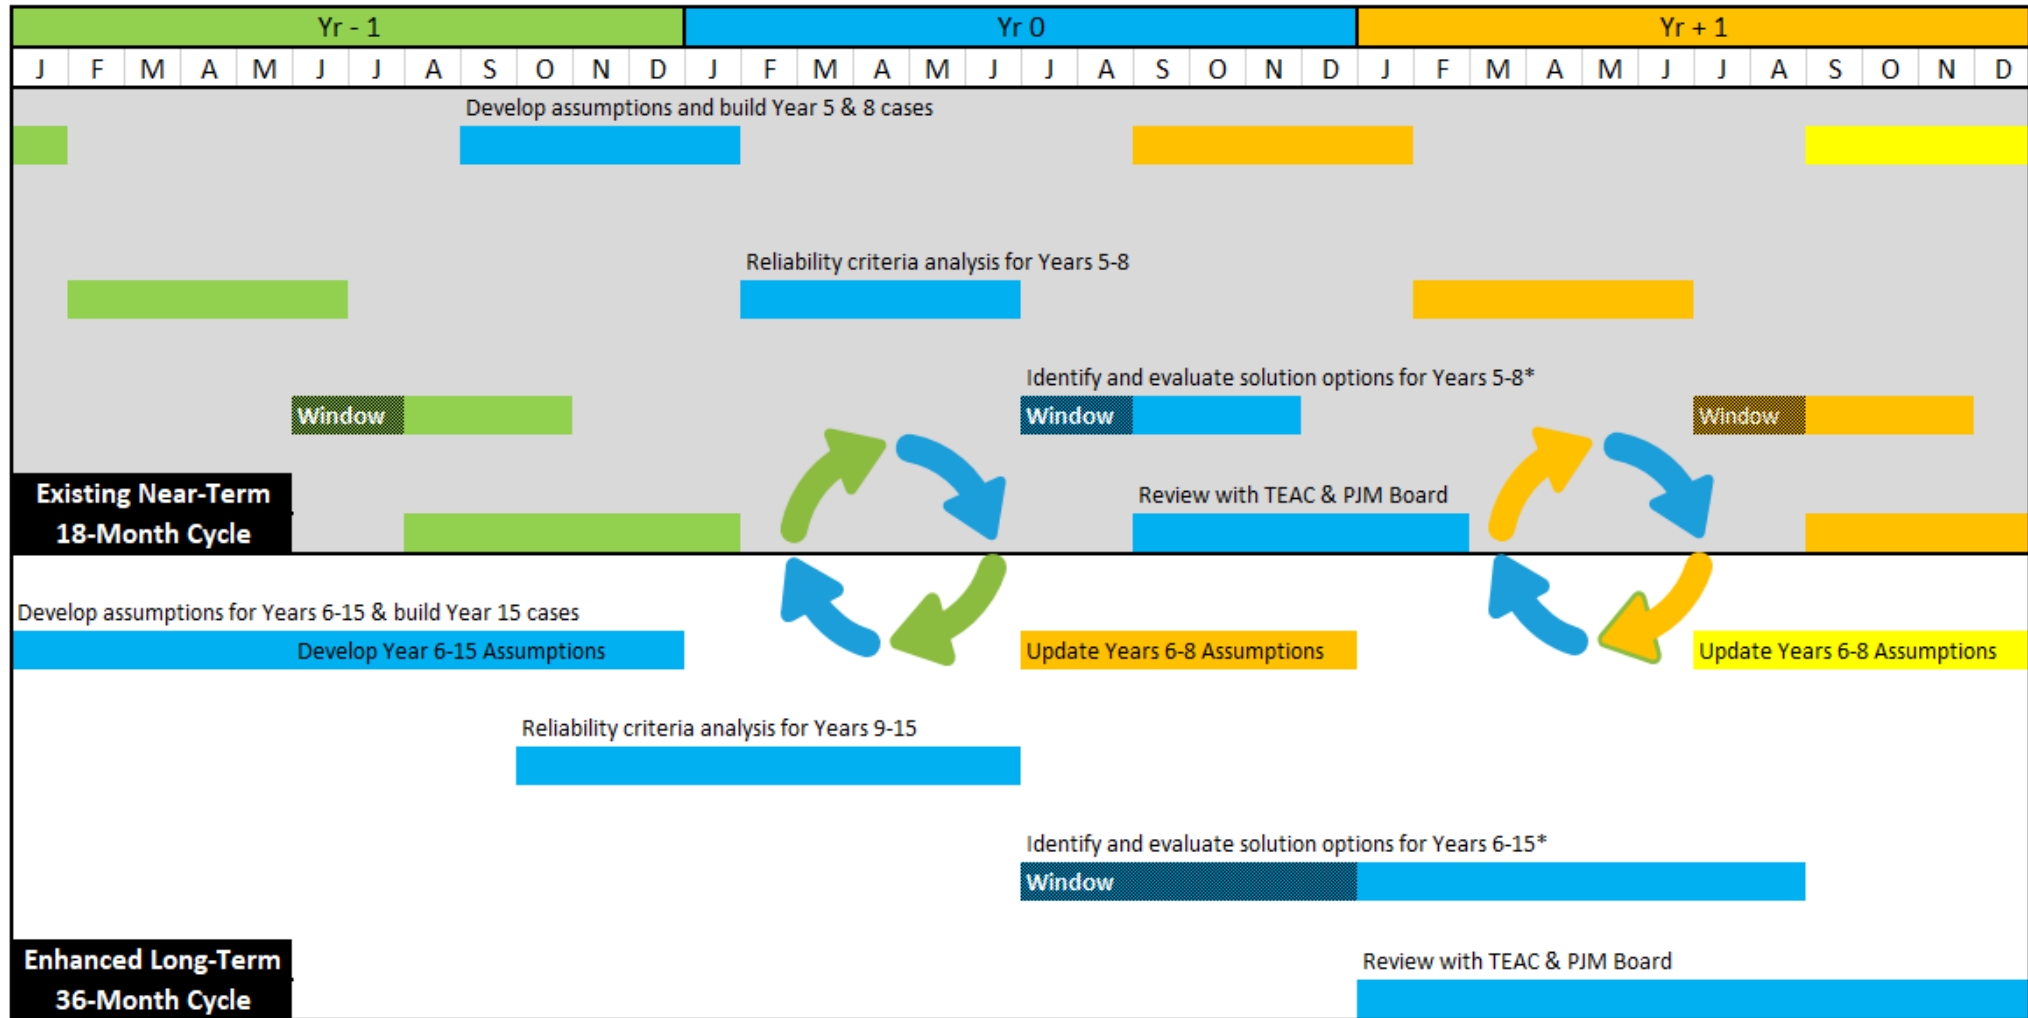 Yr - 1 Yr 0 Yr + 1
J F M A M J J A S O N D J F M A M J J A S O N D J F M A M J J A S O N D
Develop assumptions and build Year 5 & 8 cases
Reliability criteria analysis for Years 5-8
Identify and evaluate solution options for Years 5-8*
Window Window Window
Existing Near-Term
18-Month Cycle
Review with TEAC & PJM Board
Develop assumptions for Years 6-15 & build Year 15 cases
Develop Year 6-15 Assumptions Update Years 6-8 Assumptions Update Years 6-8 Assumptions
Reliability criteria analysis for Years 9-15
Identify and evaluate solution options for Years 6-15*
Window
Enhanced Long-Term
36-Month Cycle
Review with TEAC & PJM Board